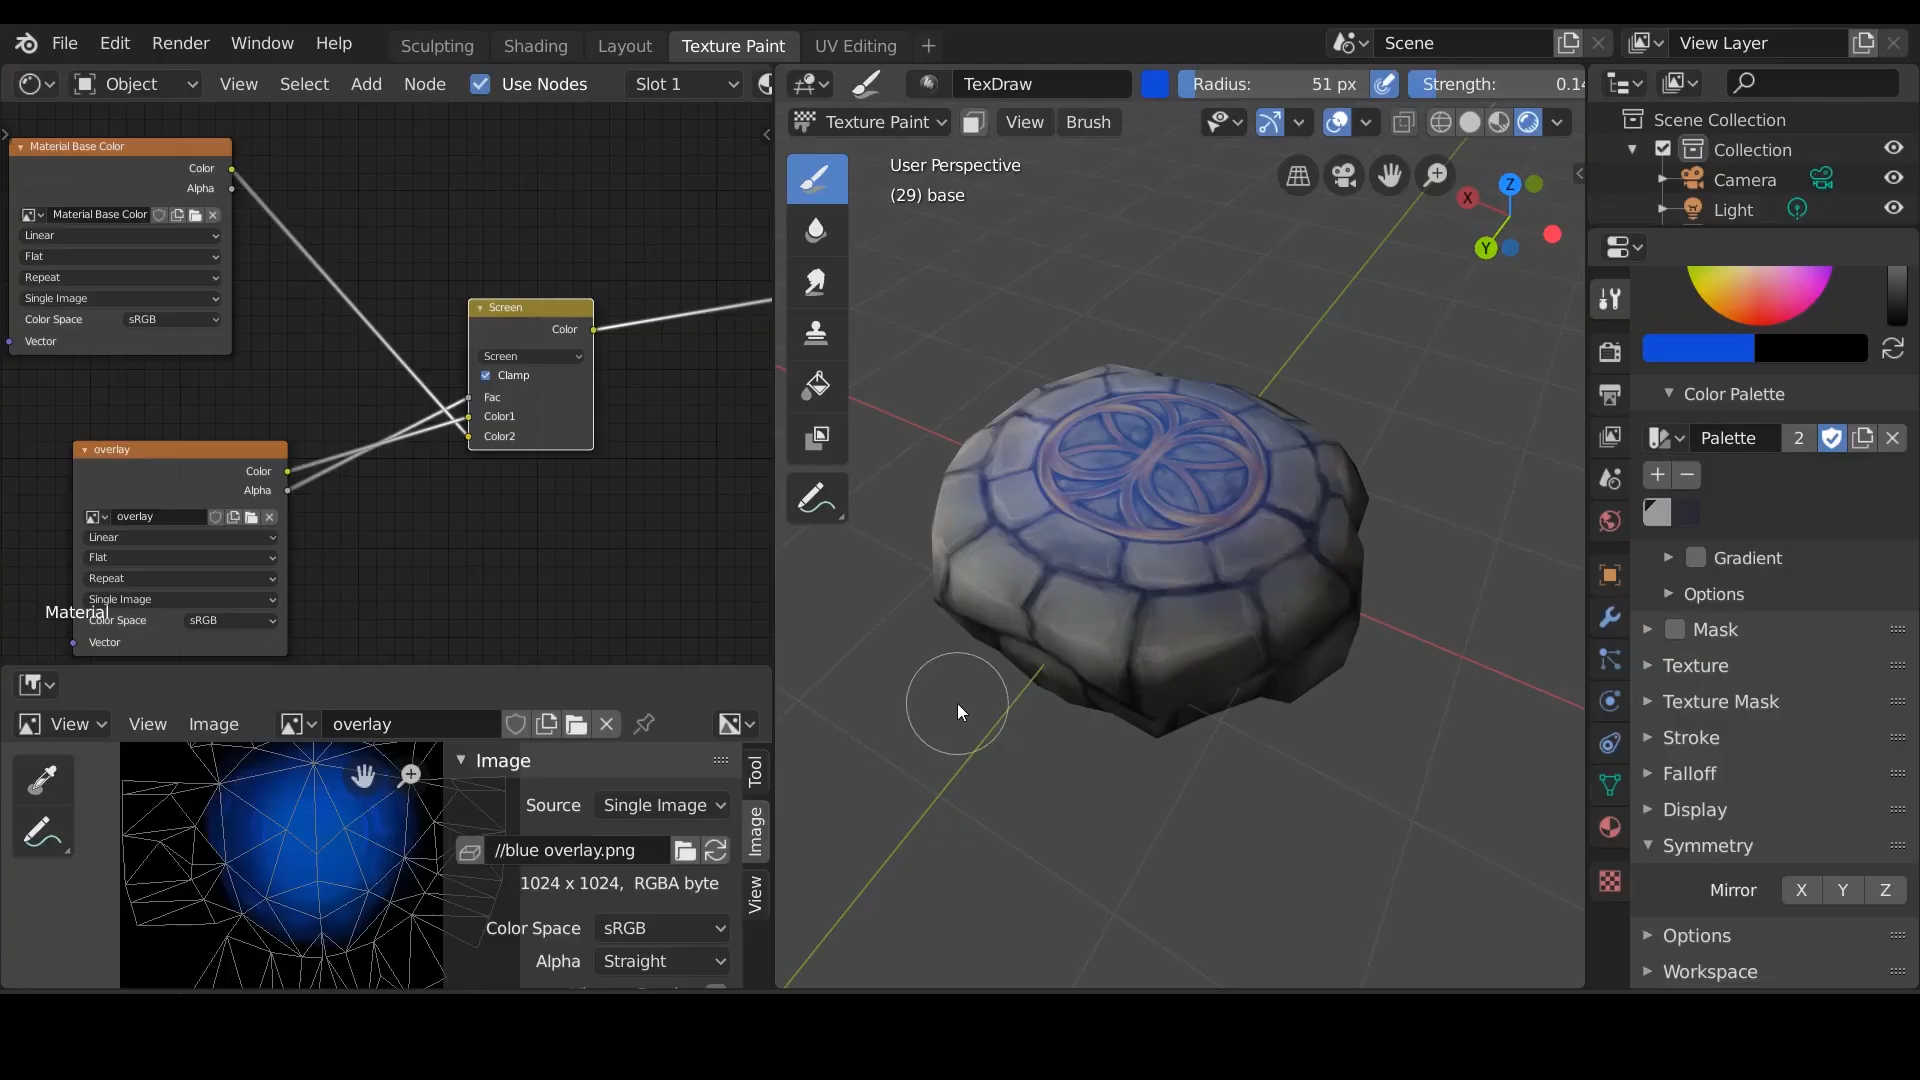 File Edit Render Window Help Sculpting Shading Layout Texture Paint UV Editing + Scene View Layer
Object View Select Add Node Use Nodes Slot 1 TexDraw Radius: 51 px Strength: 0.14
Texture Paint View Brush
User Perspective
(29) base
X
Z
Y
Scene Collection
Collection
Camera
Light
Material Base Color
Color
Alpha
Material Base Color
Linear
Flat
Repeat
Single Image
Color Space sRGB
Vector
Screen
Color
Screen
Clamp
Fac
Color1
Color2
overlay
Color
Alpha
overlay
Linear
Flat
Repeat
Single Image
Material
Color Space sRGB
Vector
View View Image overlay
Image
Source Single Image
//blue overlay.png
1024 x 1024, RGBA byte
Color Space sRGB
Alpha Straight
Tool
Image
View
Color Palette
Palette 2
Gradient
Options
Mask
Texture
Texture Mask
Stroke
Falloff
Display
Symmetry
Mirror X Y Z
Options
Workspace